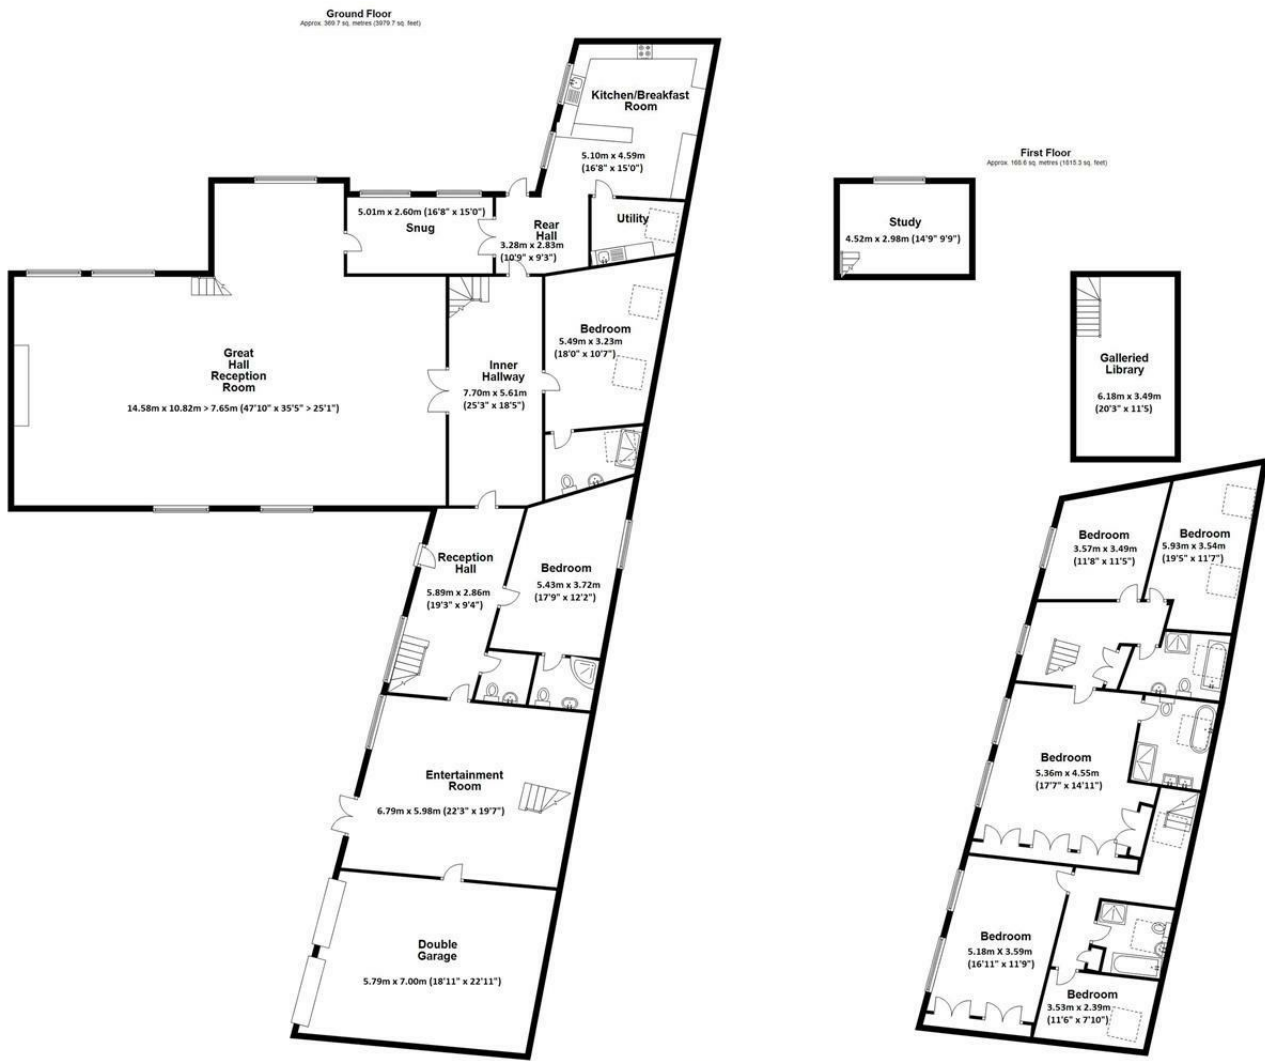 Ground Floor
Approx. 369.7 sq. metres (3979.7 sq. feet)
Kitchen/Breakfast
Room
5.10m x 4.59m
(16'8" x 15'0")
5.01m x 2.60m (16'8" x 15'0")
Snug
Rear
Hall
3.28m x 2.83m
(10'9" x 9'3")
Utility
Great
Hall
Reception
Room
14.58m x 10.82m > 7.65m (47'10" x 35'5" > 25'1")
Inner
Hallway
7.70m x 5.61m
(25'3" x 18'5")
Bedroom
5.49m x 3.23m
(18'0" x 10'7")
Reception
Hall
5.89m x 2.86m
(19'3" x 9'4")
Bedroom
5.43m x 3.72m
(17'9" x 12'2")
Entertainment
Room
6.79m x 5.98m (22'3" x 19'7")
Double
Garage
5.79m x 7.00m (18'11" x 22'11")
First Floor
Approx. 168.6 sq. metres (1815.3 sq. feet)
Study
4.52m x 2.98m (14'9" 9'9")
Galleried
Library
6.18m x 3.49m
(20'3" x 11'5)
Bedroom
3.57m x 3.49m
(11'8" x 11'5")
Bedroom
5.93m x 3.54m
(19'5" x 11'7")
Bedroom
5.36m x 4.55m
(17'7" x 14'11")
Bedroom
5.18m X 3.59m
(16'11" x 11'9")
Bedroom
3.53m x 2.39m
(11'6" x 7'10")